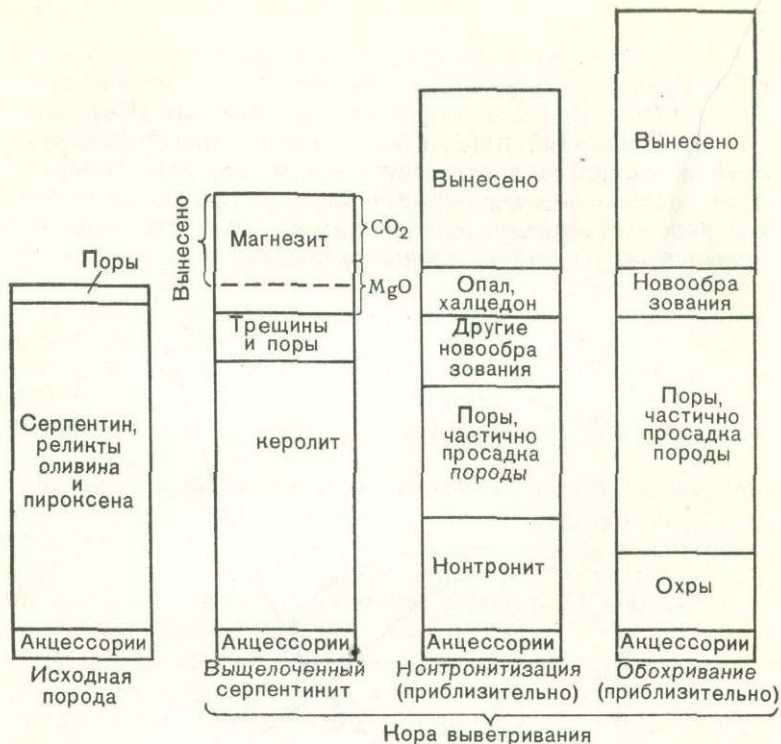 Поры
Серпентин,
реликты
оливина
и
пироксена
Акцессории
Исходная
порода
Вынесено
Магнезит
CO₂
MgO
Трещины
и поры
керолит
Акцессории
Выщелоченный
серпентинит
Вынесено
Опал,
халцедон
Другие
новообра
зования
Поры,
частично
просадка
породы
Нонтронит
Акцессории
Нонтронитизация
(приблизительно)
Вынесено
Новообра
зования
Поры,
частично
просадка
породы
Охры
Акцессории
Обохривание
(приблизительно)
Кора выветривания